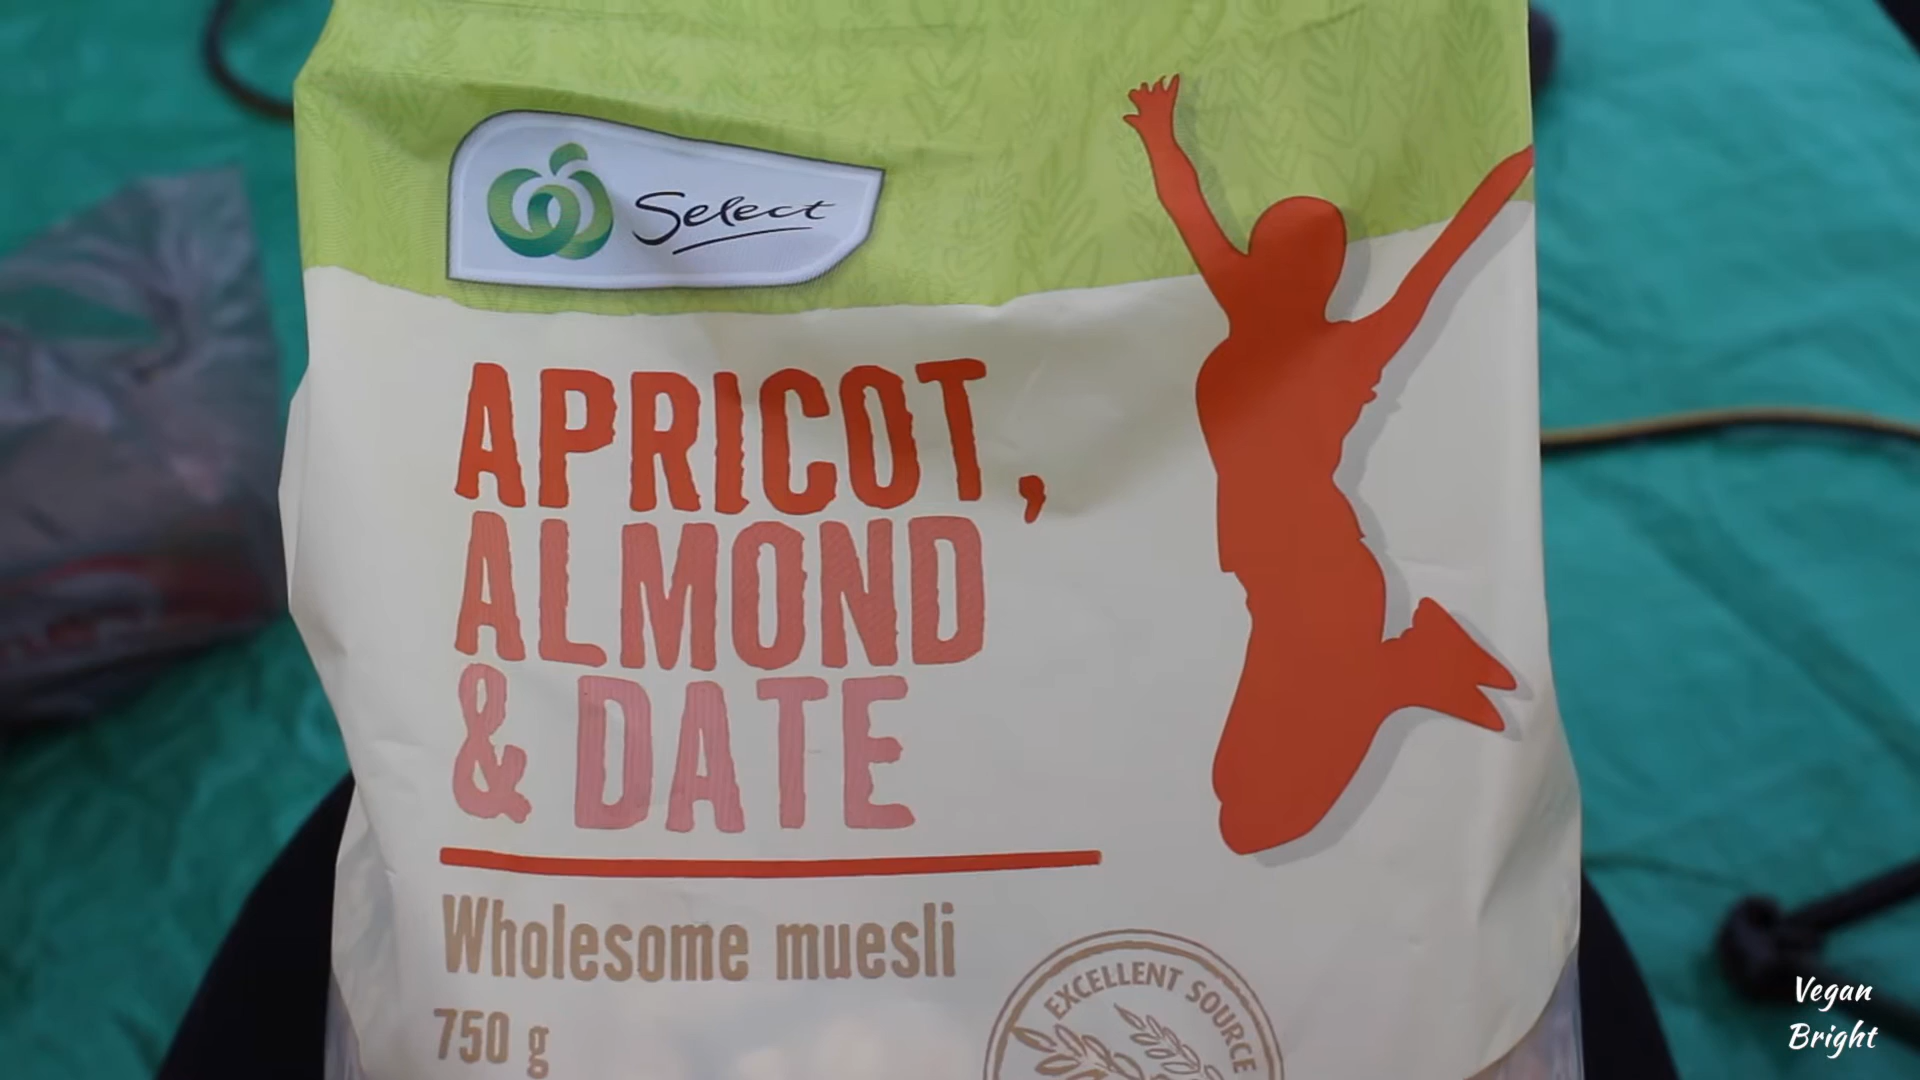 Select
APRICOT,
ALMOND
& DATE
Wholesome muesli
750 g
EXCELLENT SOURCE
Vegan
Bright